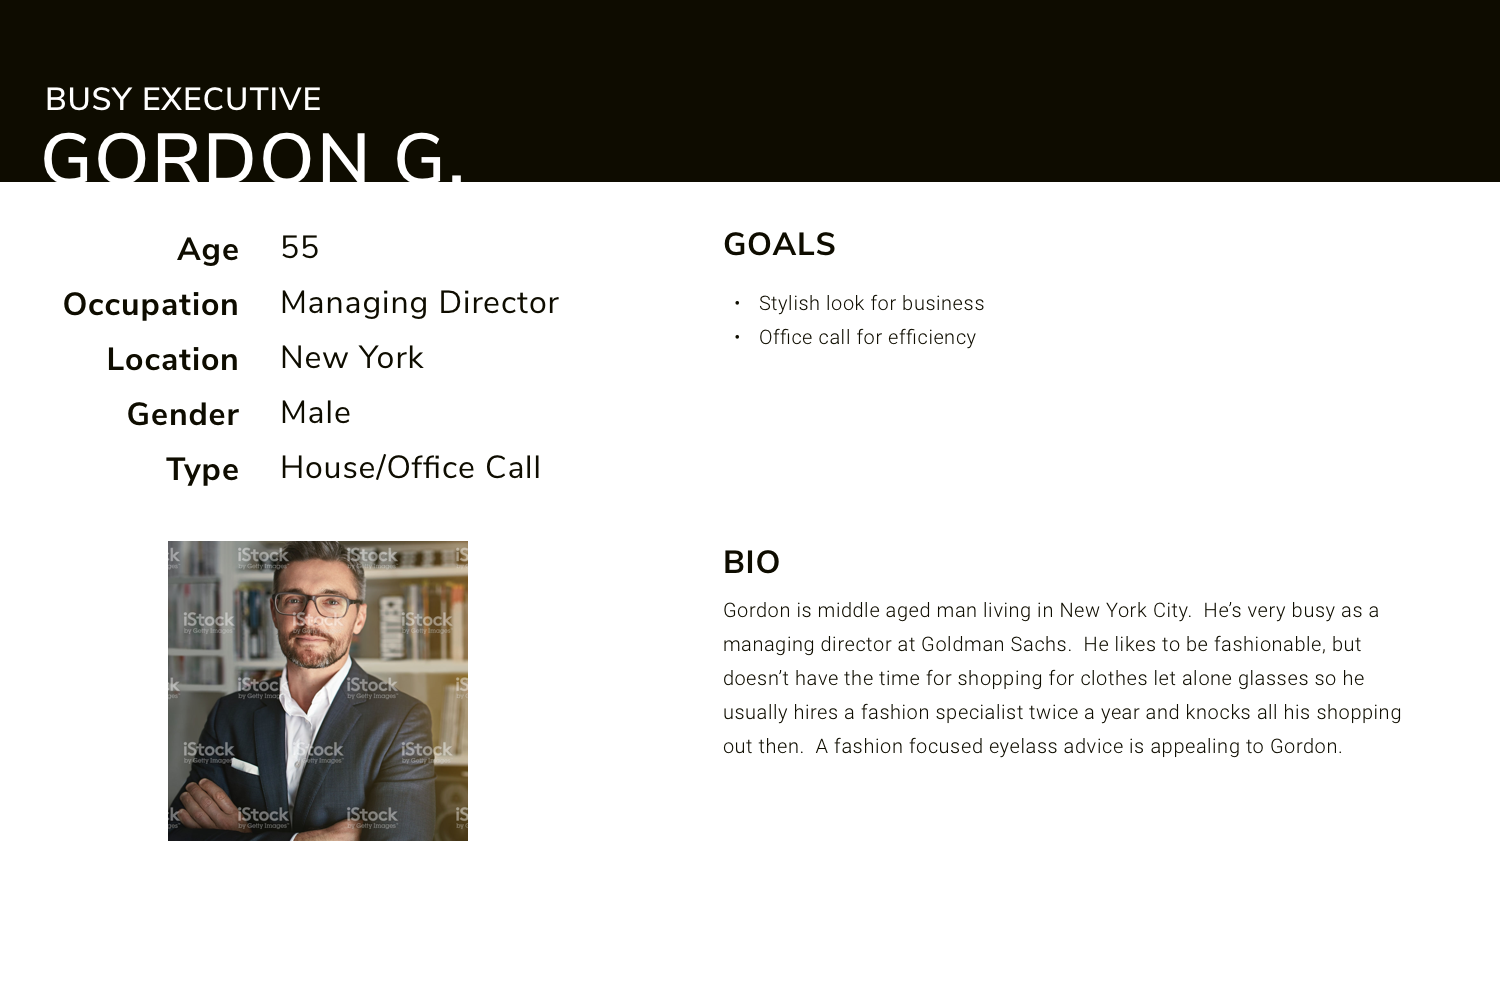 BUSY EXECUTIVE
GORDON G.
Age 55
Occupation Managing Director
Location New York
Gender Male
Type House/Office Call
GOALS
• Stylish look for business
• Office call for efficiency
iStock
by Getty Images
BIO
Gordon is middle aged man living in New York City. He’s very busy as a
managing director at Goldman Sachs. He likes to be fashionable, but
doesn’t have the time for shopping for clothes let alone glasses so he
usually hires a fashion specialist twice a year and knocks all his shopping
out then. A fashion focused eyelass advice is appealing to Gordon.